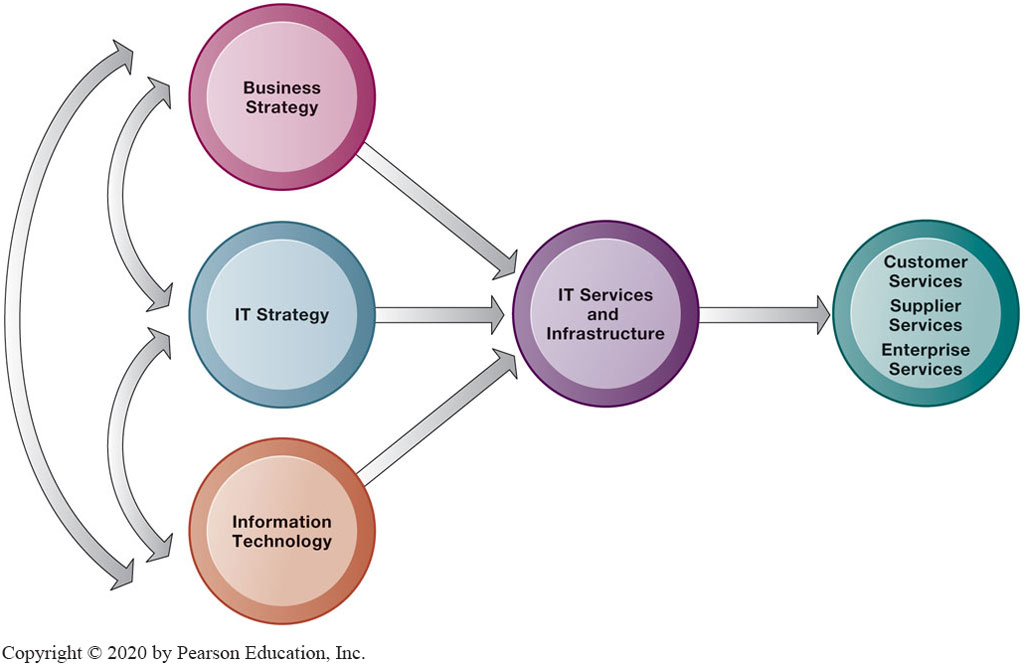 Business
Strategy
IT Strategy
Information
Technology
IT Services
and
Infrastructure
Customer
Services
Supplier
Services
Enterprise
Services
Copyright © 2020 by Pearson Education, Inc.